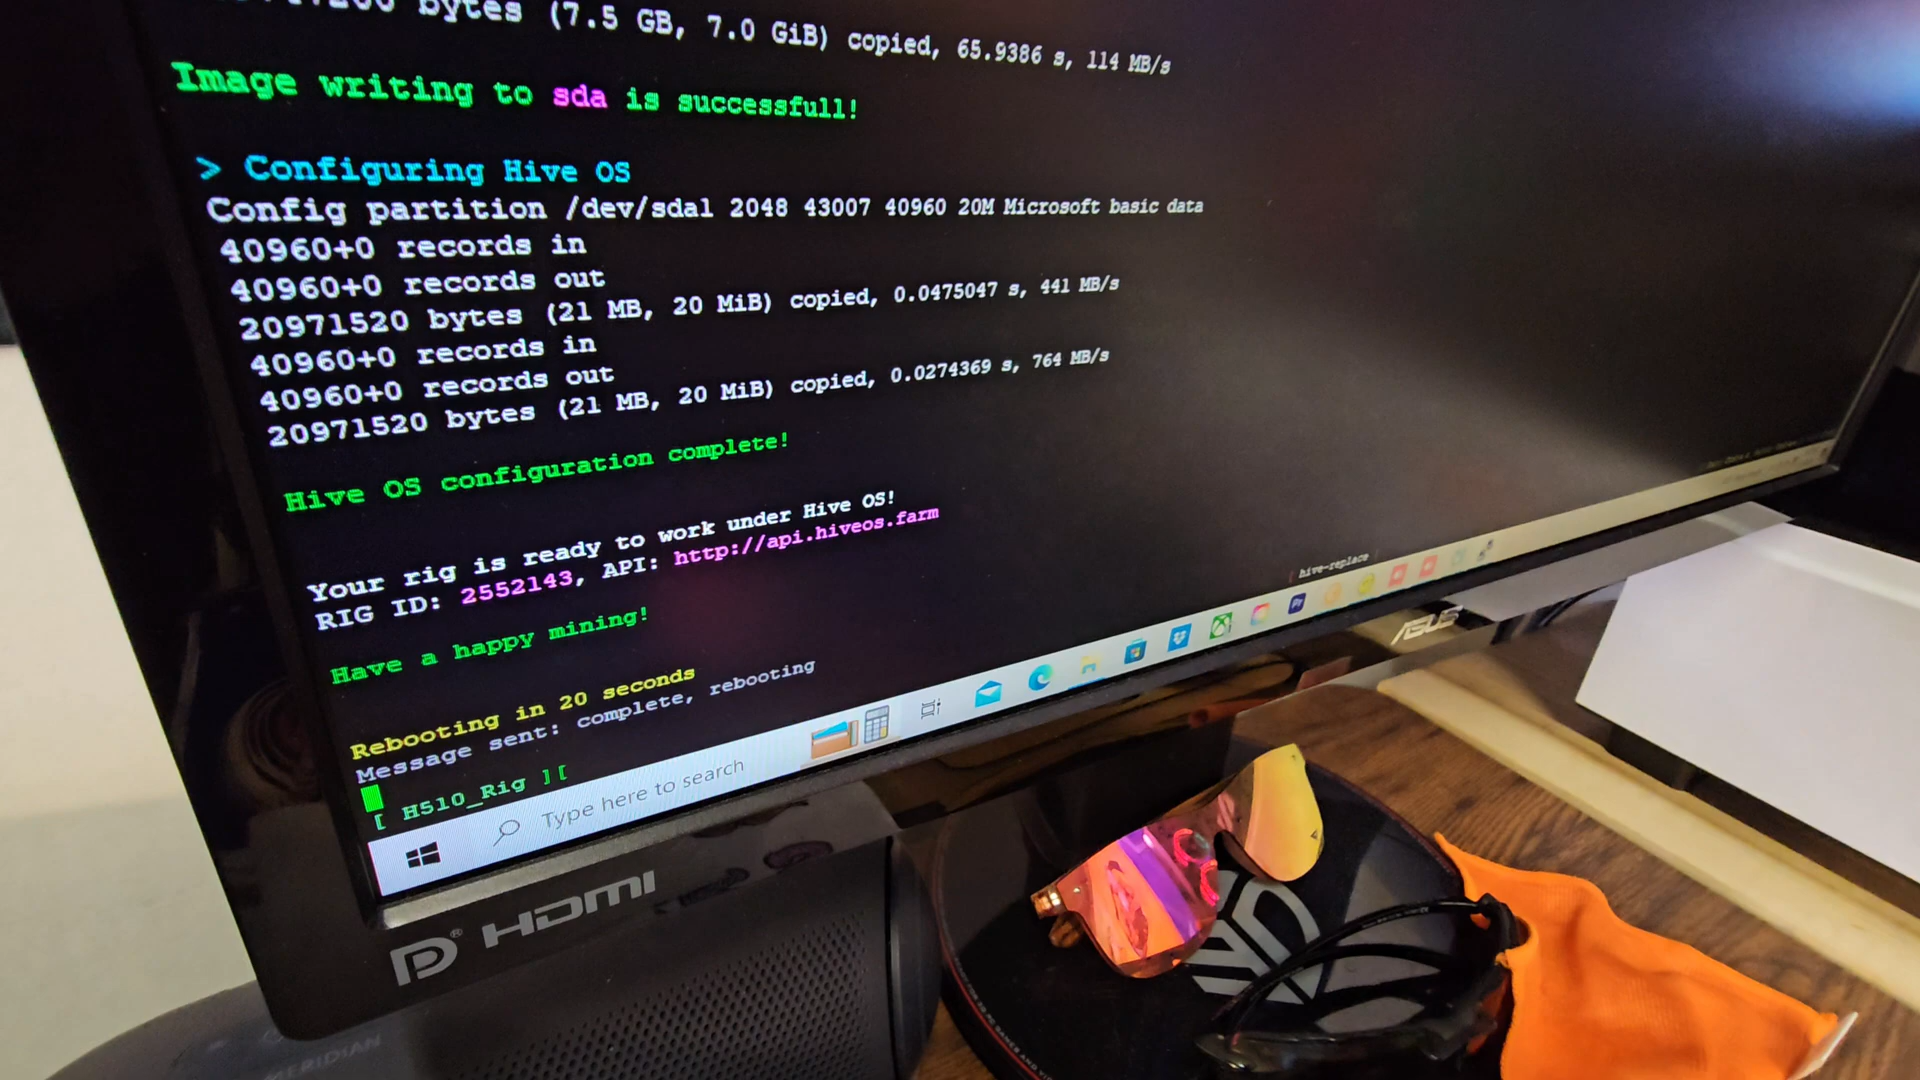 bytes (7.5 GB, 7.0 GiB) copied, 65.9386 s, 114 MB/s
Image writing to sda is successfull!
> Configuring Hive OS
Config partition /dev/sda1 2048 43007 40960 20M Microsoft basic data
40960+0 records in
40960+0 records out
20971520 bytes (21 MB, 20 MiB) copied, 0.0475047 s, 441 MB/s
40960+0 records in
40960+0 records out
20971520 bytes (21 MB, 20 MiB) copied, 0.0274369 s, 764 MB/s
Hive OS configuration complete!
Your rig is ready to work under Hive OS!
RIG ID: 2552143, API: http://api.hiveos.farm
Have a happy mining!
Rebooting in 20 seconds
Message sent: complete, rebooting
[ H510_Rig ][
hive-replace
Type here to search
Pr
ASUS
HDMI
MERIDIAN